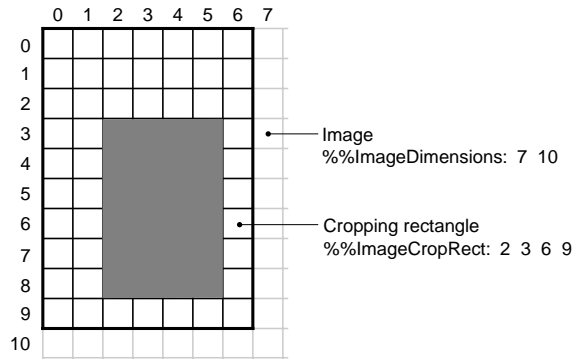 0 1 2 3 4 5 6 7
0
1
2
3
4
5
6
7
8
9
10
Image
%%ImageDimensions: 7 10
Cropping rectangle
%%ImageCropRect: 2 3 6 9